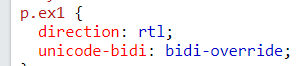 p.ex1 {
  direction: rtl;
  unicode-bidi: bidi-override;
}